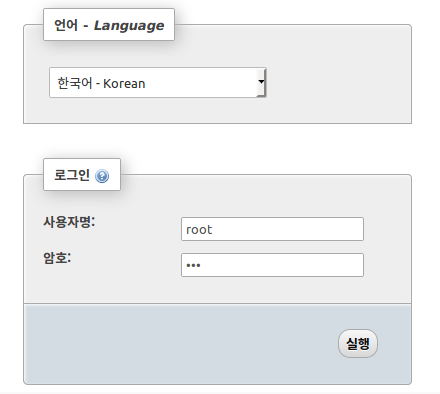 언어 - Language
한국어 - Korean
로그인
사용자명:
root
암호:
•••
실행